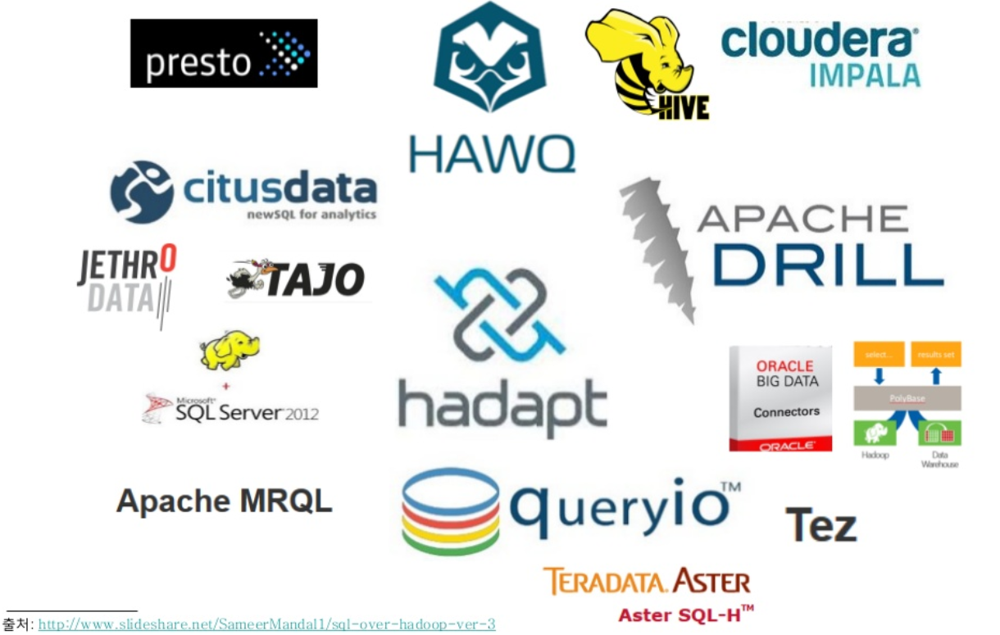 presto
HAWQ
HIVE
cloudera
IMPALA
citusdata
newSQL for analytics
APACHE
DRILL
JETHRO
DATA
TAJO
+
Microsoft®
SQL Server® 2012
hadapt
ORACLE
BIG DATA
Connectors
ORACLE®
select...
results set
PolyBase
Hadoop
Data
Warehouse
Apache MRQL
queryio™
Tez
TERADATA ASTER
Aster SQL-H™
출처: http://www.slideshare.net/SameerMandal1/sql-over-hadoop-ver-3